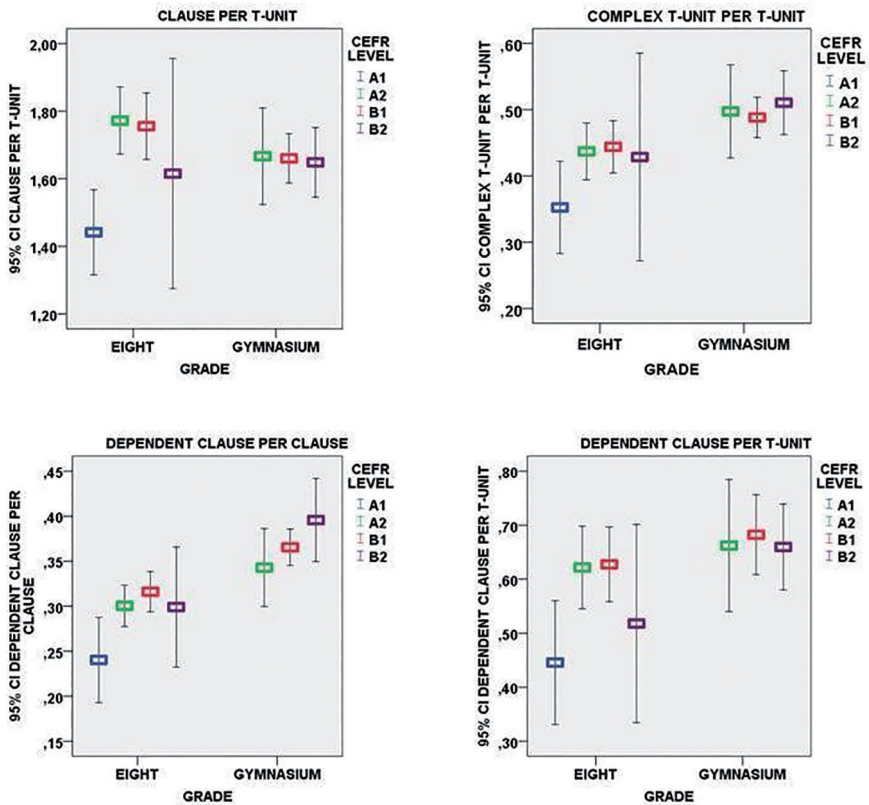 CLAUSE PER T-UNIT
95% CI CLAUSE PER T-UNIT
2,00
1,80
1,60
1,40
1,20
EIGHT
GYMNASIUM
GRADE
CEFR
LEVEL
A1
A2
B1
B2
COMPLEX T-UNIT PER T-UNIT
95% CI COMPLEX T-UNIT PER T-UNIT
,60
,50
,40
,30
,20
EIGHT
GYMNASIUM
GRADE
CEFR
LEVEL
A1
A2
B1
B2
DEPENDENT CLAUSE PER CLAUSE
95% CI DEPENDENT CLAUSE PER
CLAUSE
,45
,40
,35
,30
,25
,20
,15
EIGHT
GYMNASIUM
GRADE
CEFR
LEVEL
A1
A2
B1
B2
DEPENDENT CLAUSE PER T-UNIT
95% CI DEPENDENT CLAUSE PER T-UNIT
,80
,70
,60
,50
,40
,30
EIGHT
GYMNASIUM
GRADE
CEFR
LEVEL
A1
A2
B1
B2